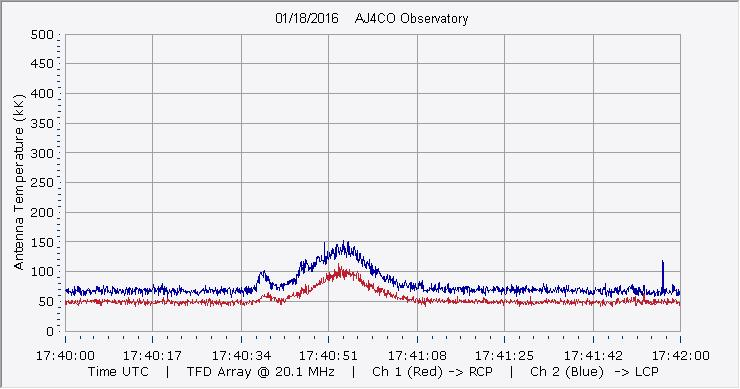 01/18/2016 AJ4CO Observatory
Antenna Temperature (kK)
500
450
400
350
300
250
200
150
100
50
0
17:40:00 17:40:17 17:40:34 17:40:51 17:41:08 17:41:25 17:41:42 17:42:00
Time UTC | TFD Array @ 20.1 MHz | Ch 1 (Red) -> RCP | Ch 2 (Blue) -> LCP